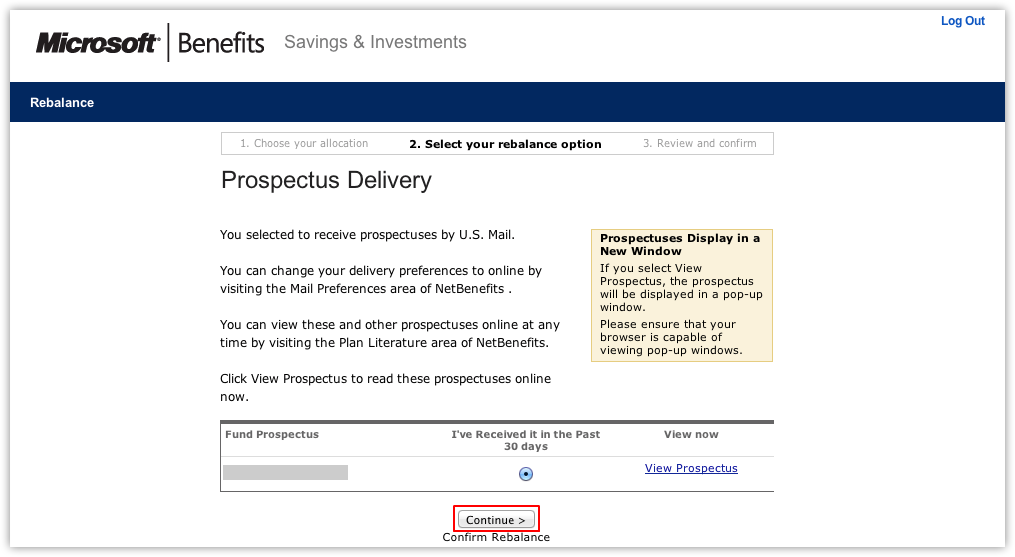 Log Out
Microsoft® | Benefits Savings & Investments
Rebalance
1. Choose your allocation 2. Select your rebalance option 3. Review and confirm
Prospectus Delivery
You selected to receive prospectuses by U.S. Mail.
You can change your delivery preferences to online by
visiting the Mail Preferences area of NetBenefits .
You can view these and other prospectuses online at any
time by visiting the Plan Literature area of NetBenefits.
Click View Prospectus to read these prospectuses online
now.
Prospectuses Display in a
New Window
If you select View
Prospectus, the prospectus
will be displayed in a pop-up
window.
Please ensure that your
browser is capable of
viewing pop-up windows.
Fund Prospectus I've Received it in the Past View now
30 days
View Prospectus
Continue >
Confirm Rebalance